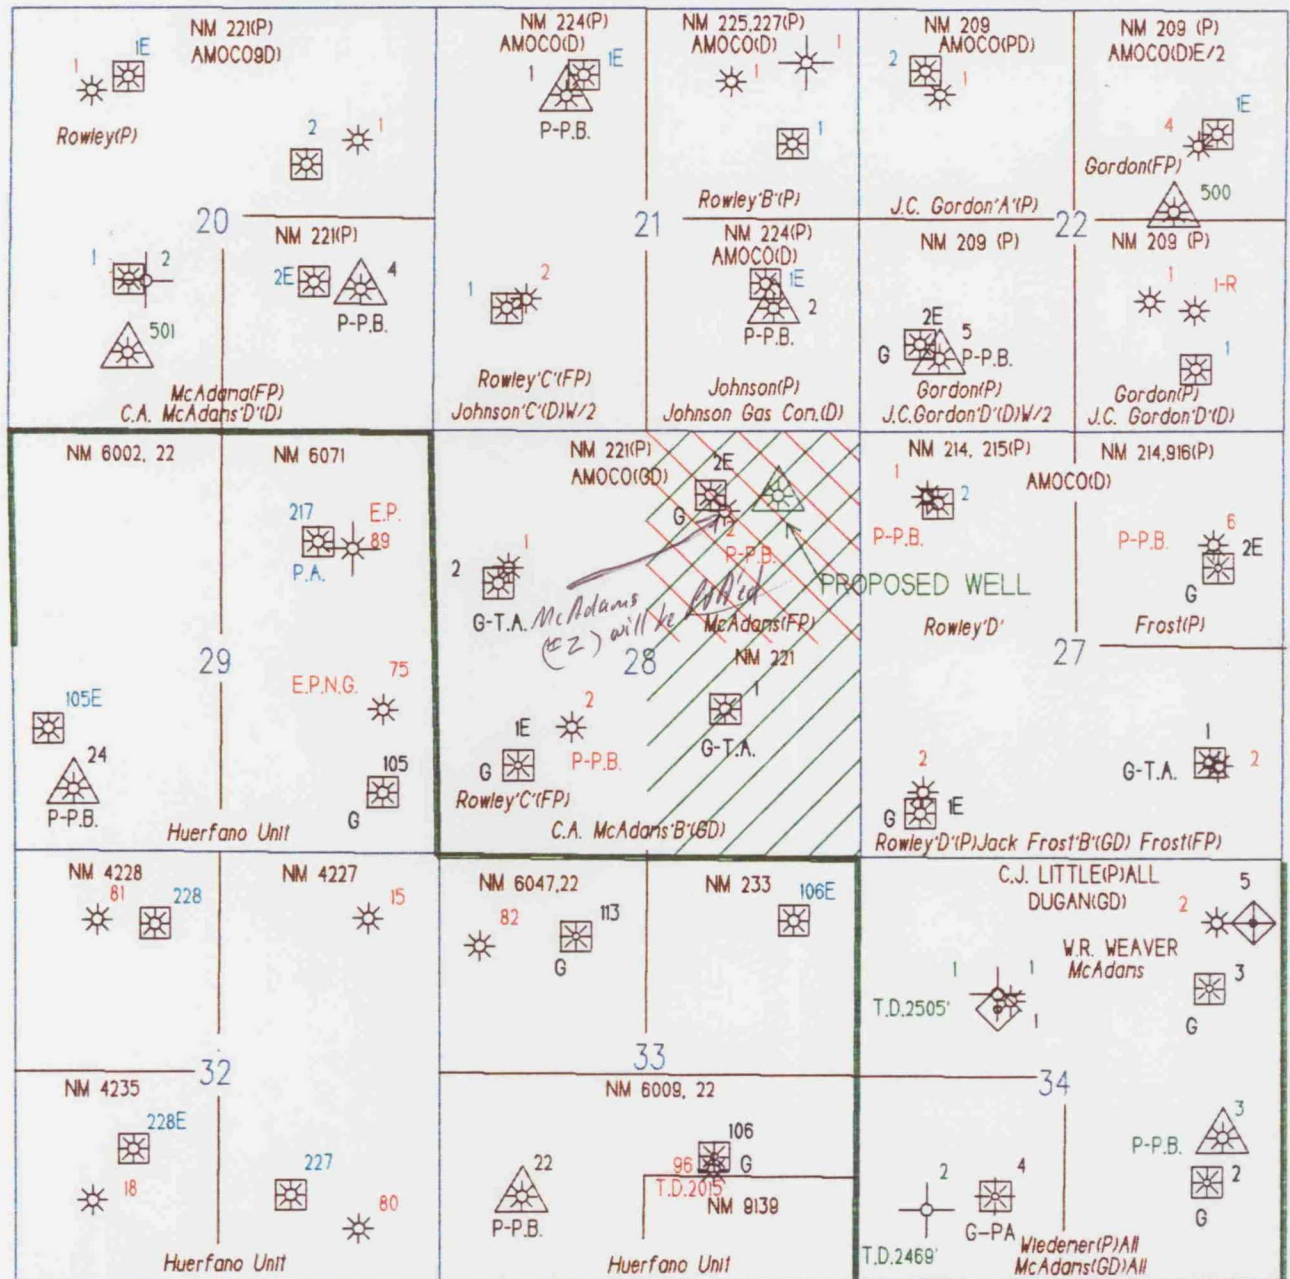 NM 221(P)
AMOCO9D)
1 1E
Rowley(P)
2 1
20
NM 221(P)
1 2
2E 4
P-P.B.
501
McAdama(FP)
C.A. McAdams'D'(D)
NM 224(P)
AMOCO(D)
1 1E
P-P.B.
NM 225,227(P)
AMOCO(D)
1 1
1
Rowley'B'(P)
21
NM 224(P)
AMOCO(D)
1E
2
P-P.B.
1 2
Rowley'C'(FP)
Johnson'C'(D)W/2
Johnson(P)
Johnson Gas Com.(D)
NM 209
AMOCO(PD)
2 1
J.C. Gordon'A'(P)
NM 209 (P)
AMOCO(D)E/2
1E
4
Gordon(FP)
500
22
NM 209 (P)
2E 5
G P-P.B.
Gordon(P)
J.C.Gordon'D'(D)W/2
NM 209 (P)
1 1-R
1
Gordon(P)
J.C. Gordon'D'(D)
NM 6002, 22
NM 6071
217 E.P.
89
P.A.
29
E.P.N.G. 75
105E
24
P-P.B.
105
G
Huerfano Unit
NM 221(P)
AMOCO(GD)
2E
G
2
P-P.B.
PROPOSED WELL
1
2
G-T.A.
McAdams
(#2) will be P&A'ed
McAdams(FP)
28
NM 221
1
G-T.A.
2
1E
G P-P.B.
Rowley'C'(FP)
C.A. McAdams'B'(GD)
NM 214, 215(P)
NM 214,916(P)
AMOCO(D)
1 2
P-P.B.
P-P.B. 6
2E
G
Rowley'D'
Frost(P)
27
1
G-T.A. 2
2
G 1E
Rowley'D'(P)Jack Frost'B'(GD) Frost(FP)
NM 4228
NM 4227
81 228 15
32
NM 4235
228E
18
227
80
Huerfano Unit
NM 6047,22
NM 233
82 113
G
106E
33
NM 6009, 22
106
96 G
T.D.2015'
NM 9139
22
P-P.B.
Huerfano Unit
C.J. LITTLE(P)ALL
DUGAN(GD)
2 5
W.R. WEAVER
McAdams
1 1
T.D.2505' 1
3
G
34
3
P-P.B.
2
G
2 4
G-PA
T.D.2469'
Wiedemer(P)All
McAdams(GD)All